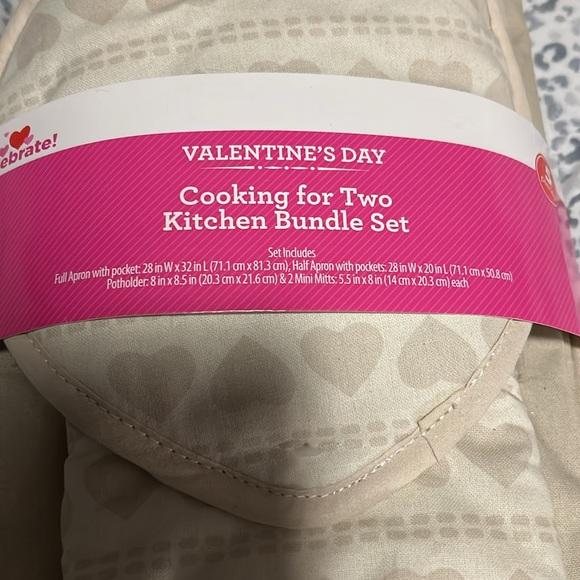 ebrate!
VALENTINE'S DAY
Cooking for Two
Kitchen Bundle Set
Set Includes
Full Apron with pocket: 28 in W x 32 in L (71.1 cm x 81.3 cm), Half Apron with pockets: 28 in W x 20 in L (71.1 cm x 50.8 cm)
Potholder: 8 in x 8.5 in (20.3 cm x 21.6 cm) & 2 Mini Mitts: 5.5 in x 8 in (14 cm x 20.3 cm) each